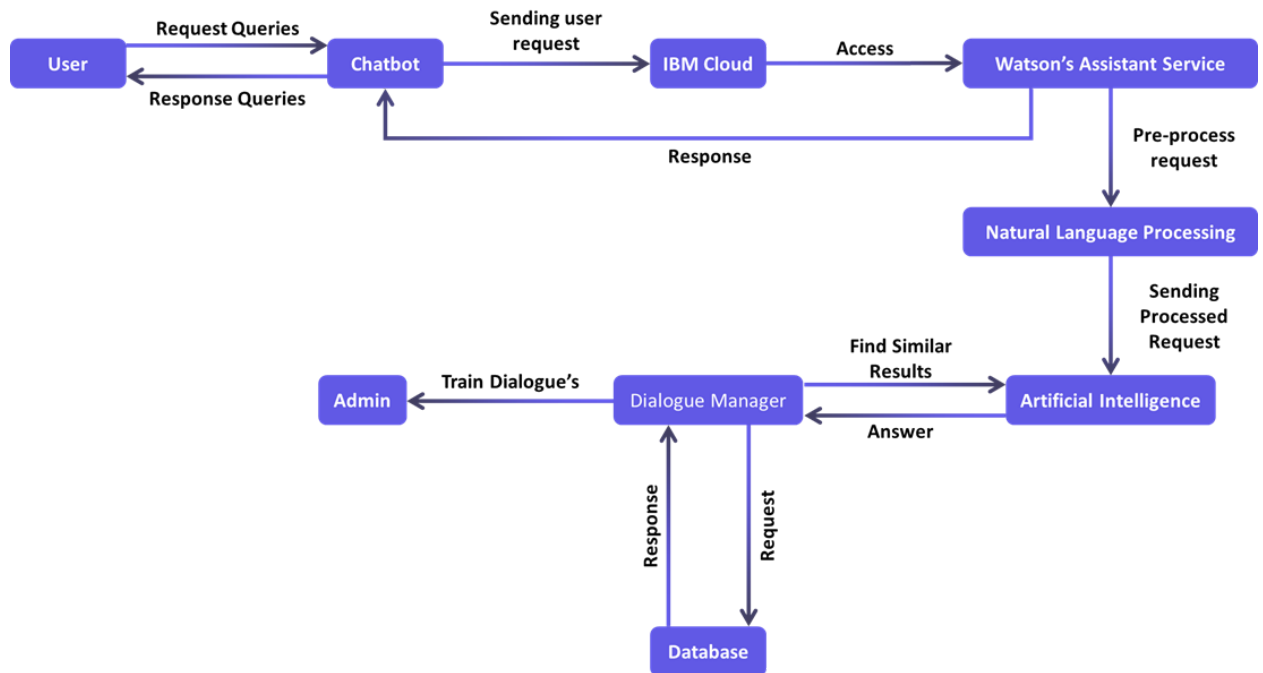 Request Queries
Sending user
request
Access
User
Chatbot
IBM Cloud
Watson's Assistant Service
Response Queries
Response
Pre-process
request
Natural Language Processing
Sending
Processed
Request
Find Similar
Results
Train Dialogue's
Admin
Dialogue Manager
Artificial Intelligence
Answer
Response
Request
Database